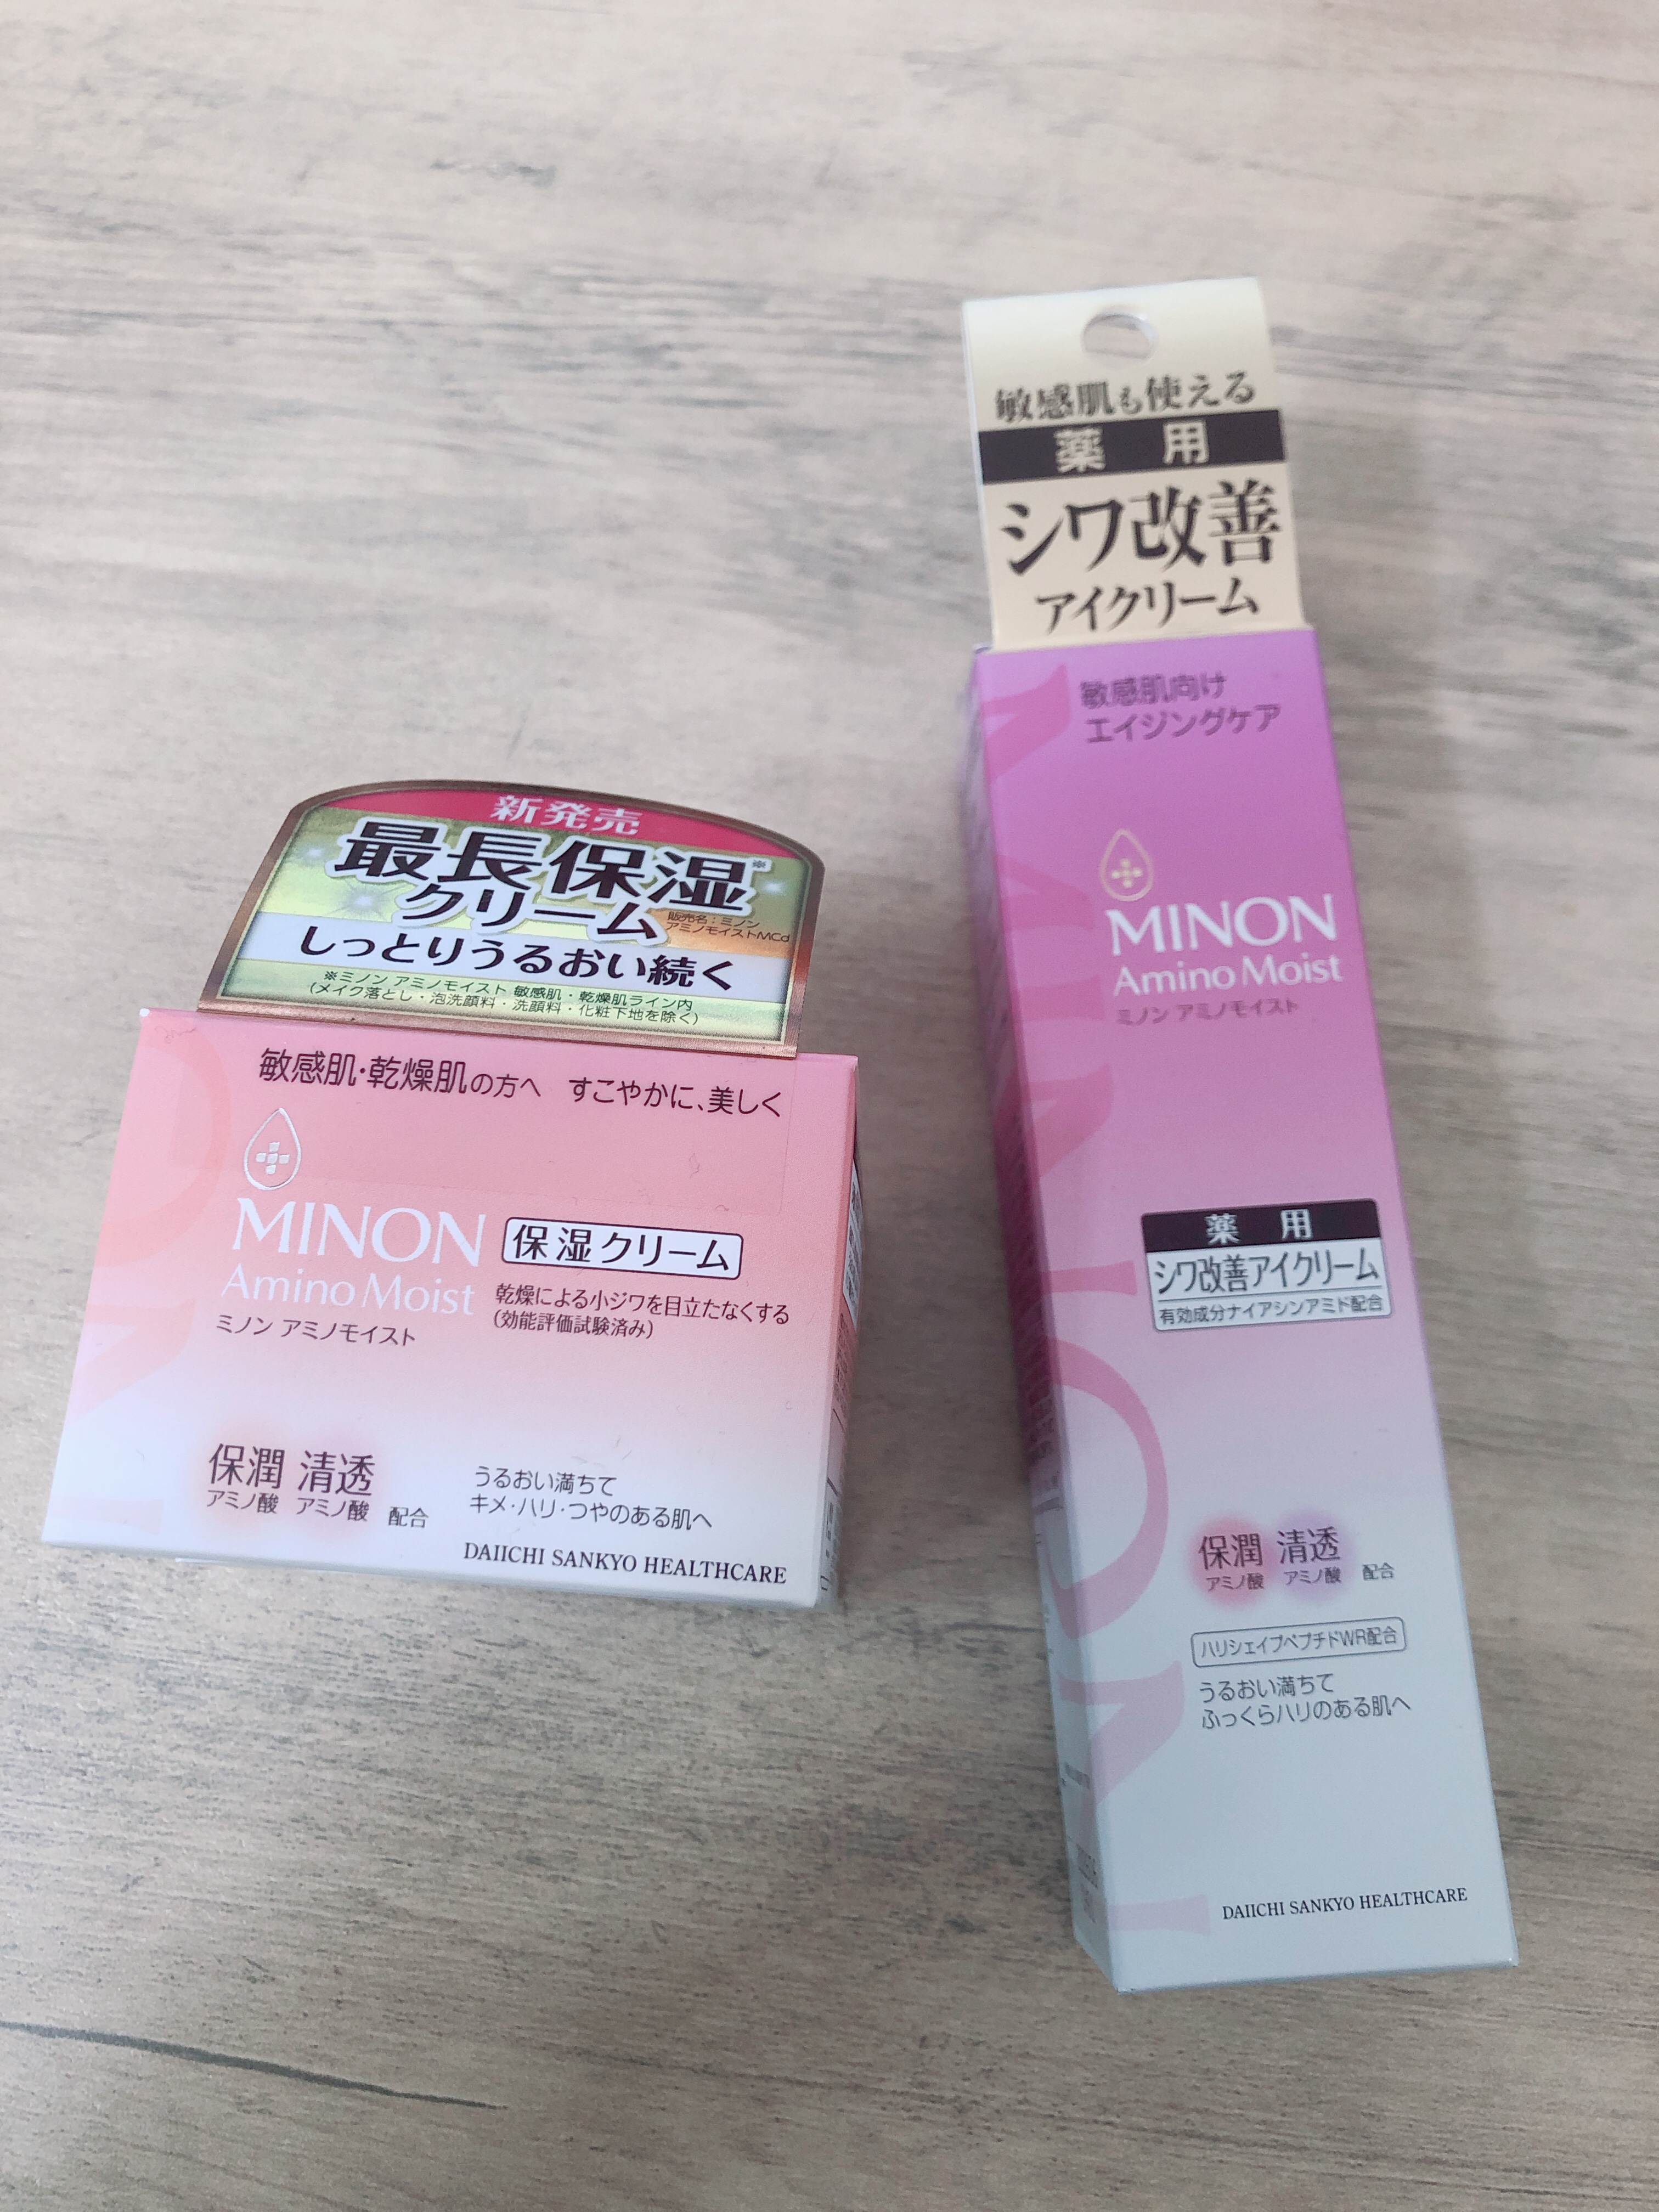 新発売
最長保湿※
クリーム
販売名:ミノン
アミノモイストMCd
しっとりうるおい続く
※ミノン アミノモイスト 敏感肌・乾燥肌ライン内
(メイク落とし・泡洗顔料・洗顔料・化粧下地を除く)
敏感肌・乾燥肌の方へ すこやかに、美しく
MINON
Amino Moist
ミノン アミノモイスト
保湿クリーム
乾燥による小ジワを目立たなくする
(効能評価試験済み)
保潤 清透
アミノ酸 アミノ酸 配合
うるおい満ちて
キメ・ハリ・つやのある肌へ
DAIICHI SANKYO HEALTHCARE
敏感肌も使える
薬用
シワ改善
アイクリーム
敏感肌向け
エイジングケア
MINON
Amino Moist
ミノン アミノモイスト
薬用
シワ改善アイクリーム
有効成分ナイアシンアミド配合
保潤 清透
アミノ酸 アミノ酸 配合
ハリシェイプペプチドWR配合
うるおい満ちて
ふっくらハリのある肌へ
DAIICHI SANKYO HEALTHCARE